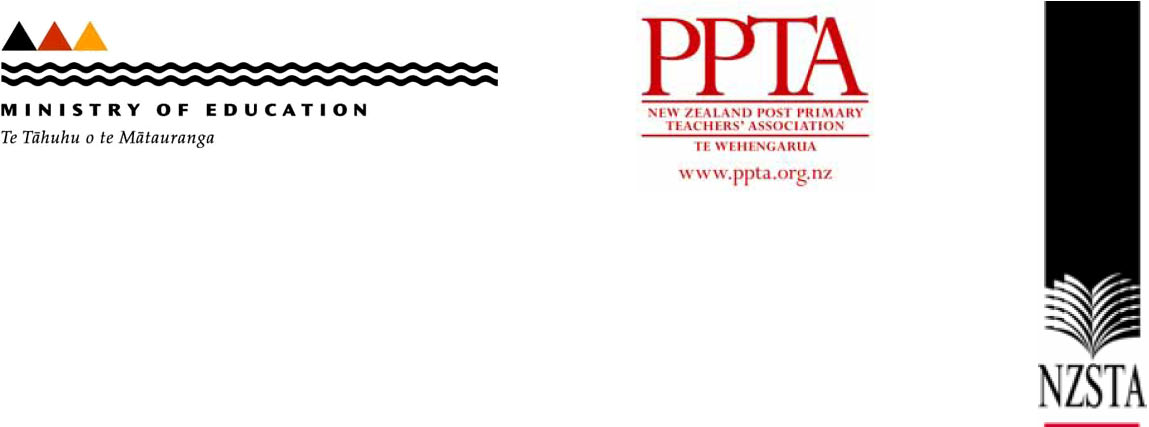 MINISTRY OF EDUCATION
Te Tāhuhu o te Mātauranga
PPTA
NEW ZEALAND POST PRIMARY
TEACHERS' ASSOCIATION
TE WEHENGARUA
www.ppta.org.nz
NZSTA